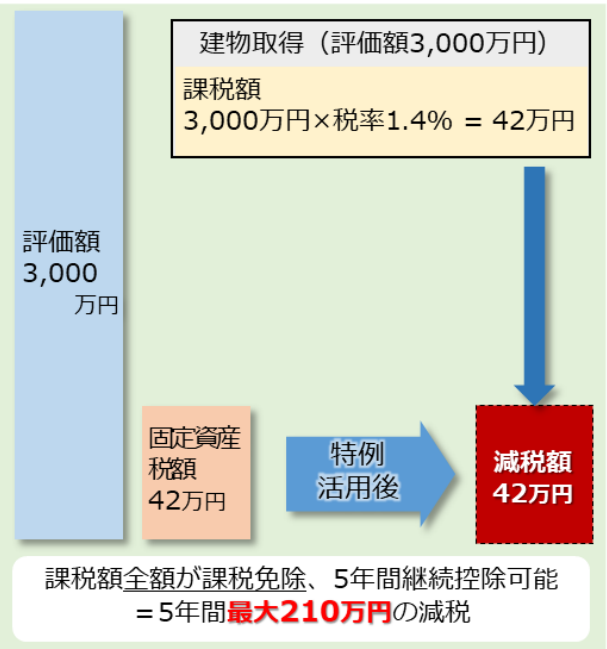 建物取得（評価額3,000万円）
課税額
3,000万円×税率1.4% = 42万円
評価額
3,000
万円
固定資産
税額
42万円
特例
活用後
減税額
42万円
課税額全額が課税免除、5年間継続控除可能
＝5年間最大210万円の減税